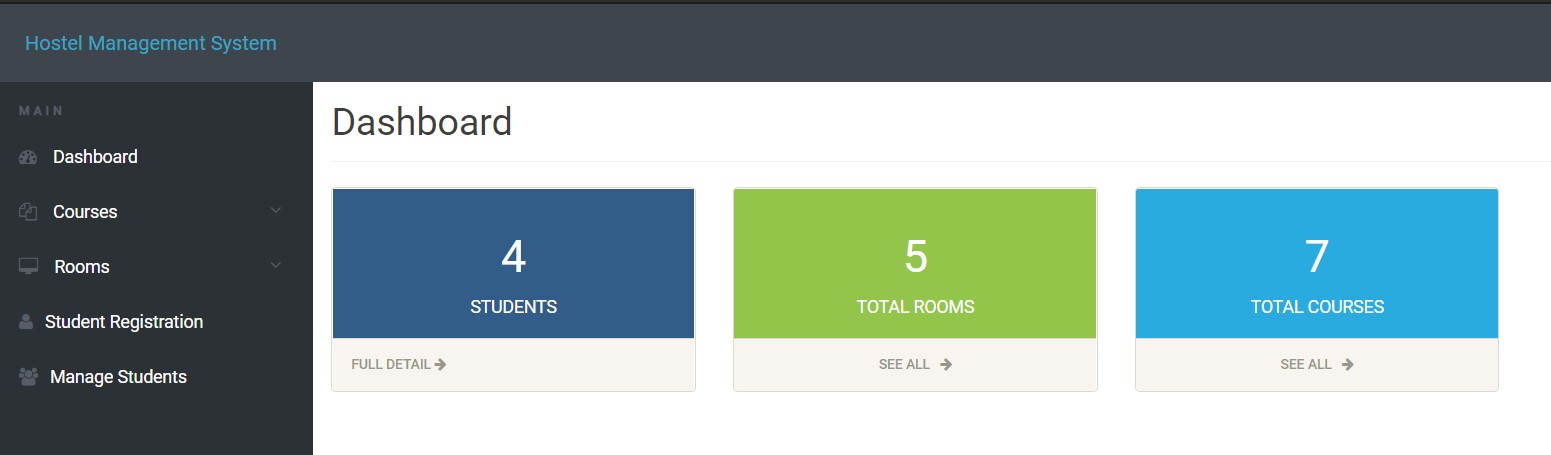 Hostel Management System
MAIN
Dashboard
Courses
Rooms
Student Registration
Manage Students
Dashboard
4
STUDENTS
FULL DETAIL
5
TOTAL ROOMS
SEE ALL
7
TOTAL COURSES
SEE ALL